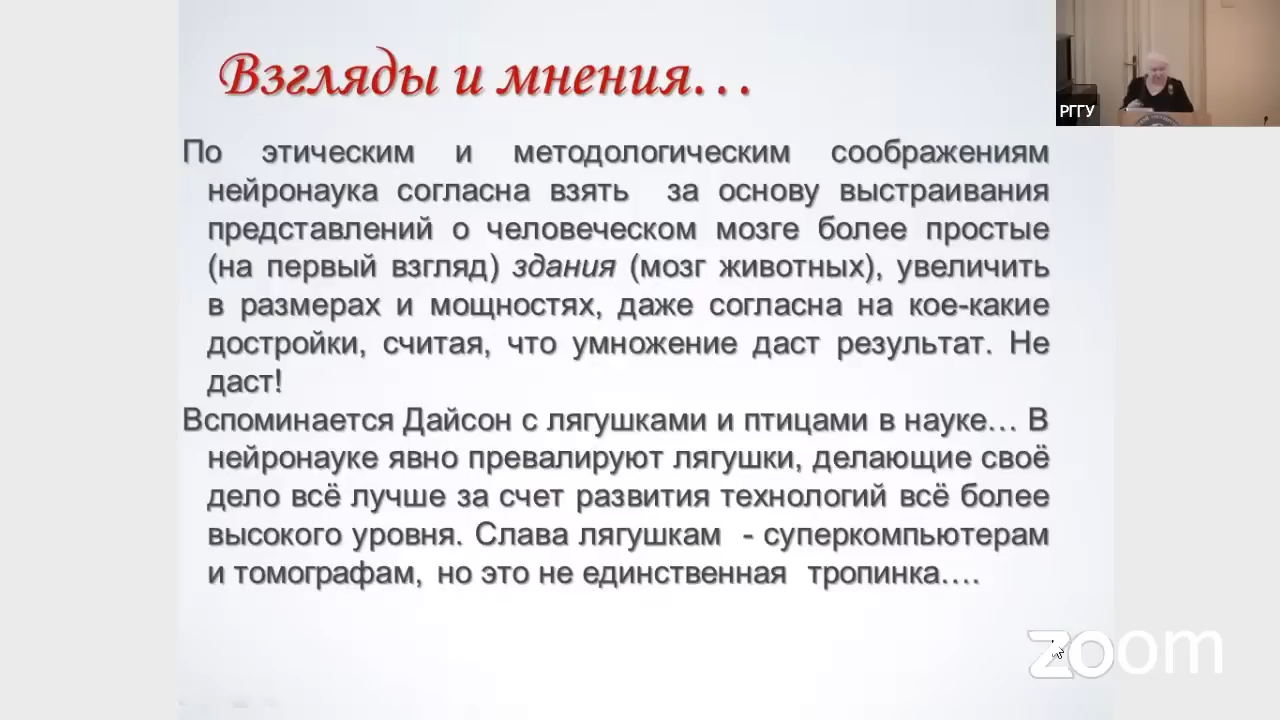 Взгляды и мнения…
РГГУ
По этическим и методологическим соображениям
нейронаука согласна взять за основу выстраивания
представлений о человеческом мозге более простые
(на первый взгляд) здания (мозг животных), увеличить
в размерах и мощностях, даже согласна на кое-какие
достройки, считая, что умножение даст результат. Не
даст!
Вспоминается Дайсон с лягушками и птицами в науке… В
нейронауке явно превалируют лягушки, делающие своё
дело всё лучше за счет развития технологий всё более
высокого уровня. Слава лягушкам - суперкомпьютерам
и томографам, но это не единственная тропинка….
zoom